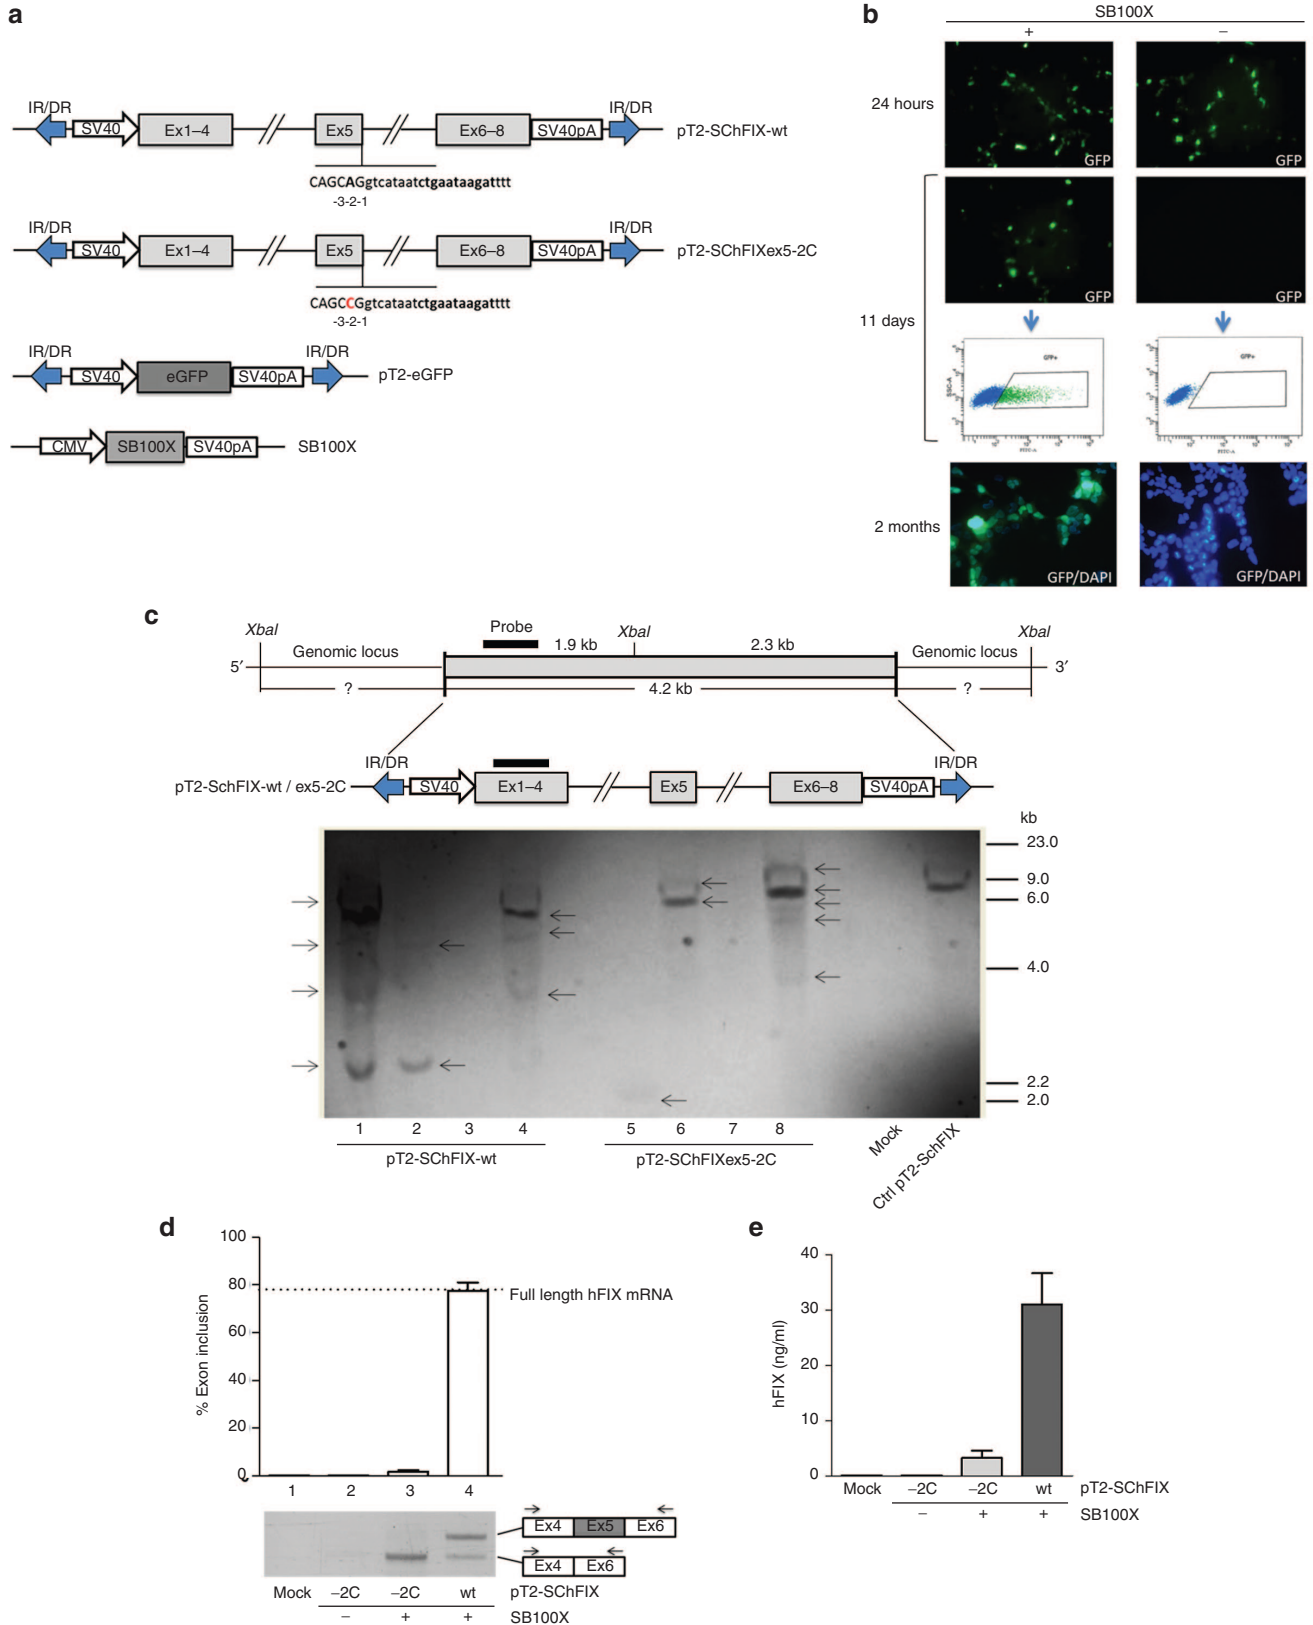 a
IR/DR IR/DR
SV40 Ex1–4 Ex5 Ex6–8 SV40pA pT2-SChFIX-wt
CAGCAGgtcataatctgaataagatttt
-3-2-1
IR/DR IR/DR
SV40 Ex1–4 Ex5 Ex6–8 SV40pA pT2-SChFIXex5-2C
CAGCCGgtcataatctgaataagatttt
-3-2-1
IR/DR IR/DR
SV40 eGFP SV40pA pT2-eGFP
CMV SB100X SV40pA SB100X
b
SB100X
+ –
24 hours
GFP GFP
11 days
GFP GFP
GFP+ GFP+
SSC-A
FITC-A FITC-A
2 months
GFP/DAPI GFP/DAPI
c
XbaI Probe XbaI XbaI
1.9 kb 2.3 kb
5′ Genomic locus Genomic locus 3′
? 4.2 kb ?
IR/DR IR/DR
pT2-SchFIX-wt / ex5-2C SV40 Ex1–4 Ex5 Ex6–8 SV40pA
kb
23.0
9.0
6.0
4.0
2.2
2.0
1 2 3 4 5 6 7 8 Mock Ctrl pT2-SchFIX
pT2-SChFIX-wt pT2-SChFIXex5-2C
d
% Exon inclusion
100
80
60
40
20
0
Full length hFIX mRNA
1 2 3 4
Ex4 Ex5 Ex6
Ex4 Ex6
Mock –2C –2C wt pT2-SChFIX
– + + SB100X
e
hFIX (ng/ml)
40
30
20
10
0
Mock –2C –2C wt pT2-SChFIX
– + + SB100X